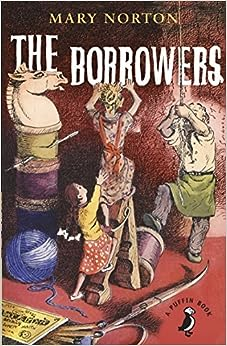 MARY NORTON
THE BORROWERS
A PUFFIN BOOK